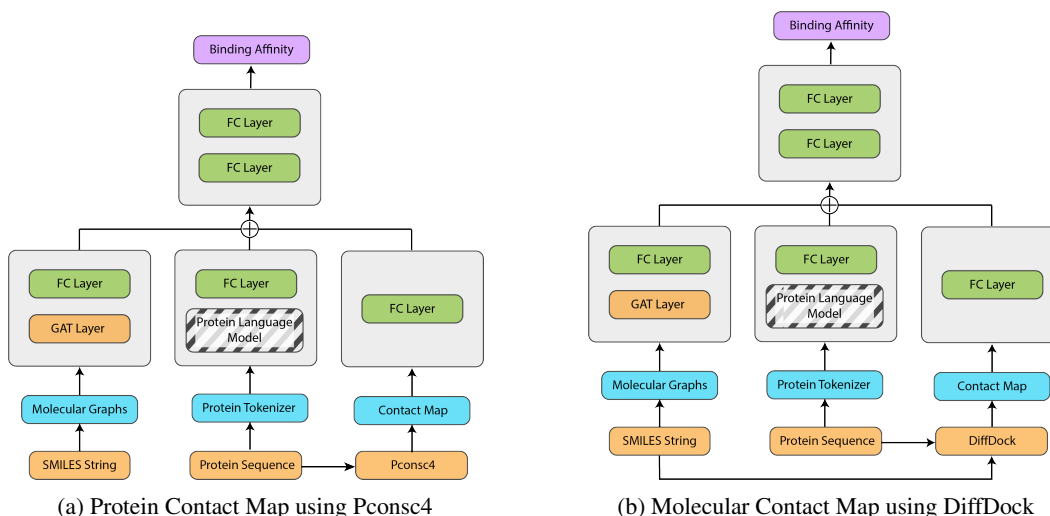 Binding Affinity
FC Layer
FC Layer
FC Layer
GAT Layer
FC Layer
Protein Language
Model
FC Layer
Molecular Graphs
Protein Tokenizer
Contact Map
SMILES String
Protein Sequence
Pconsc4
(a) Protein Contact Map using Pconsc4
Binding Affinity
FC Layer
FC Layer
FC Layer
GAT Layer
FC Layer
Protein Language
Model
FC Layer
Molecular Graphs
Protein Tokenizer
Contact Map
SMILES String
Protein Sequence
DiffDock
(b) Molecular Contact Map using DiffDock